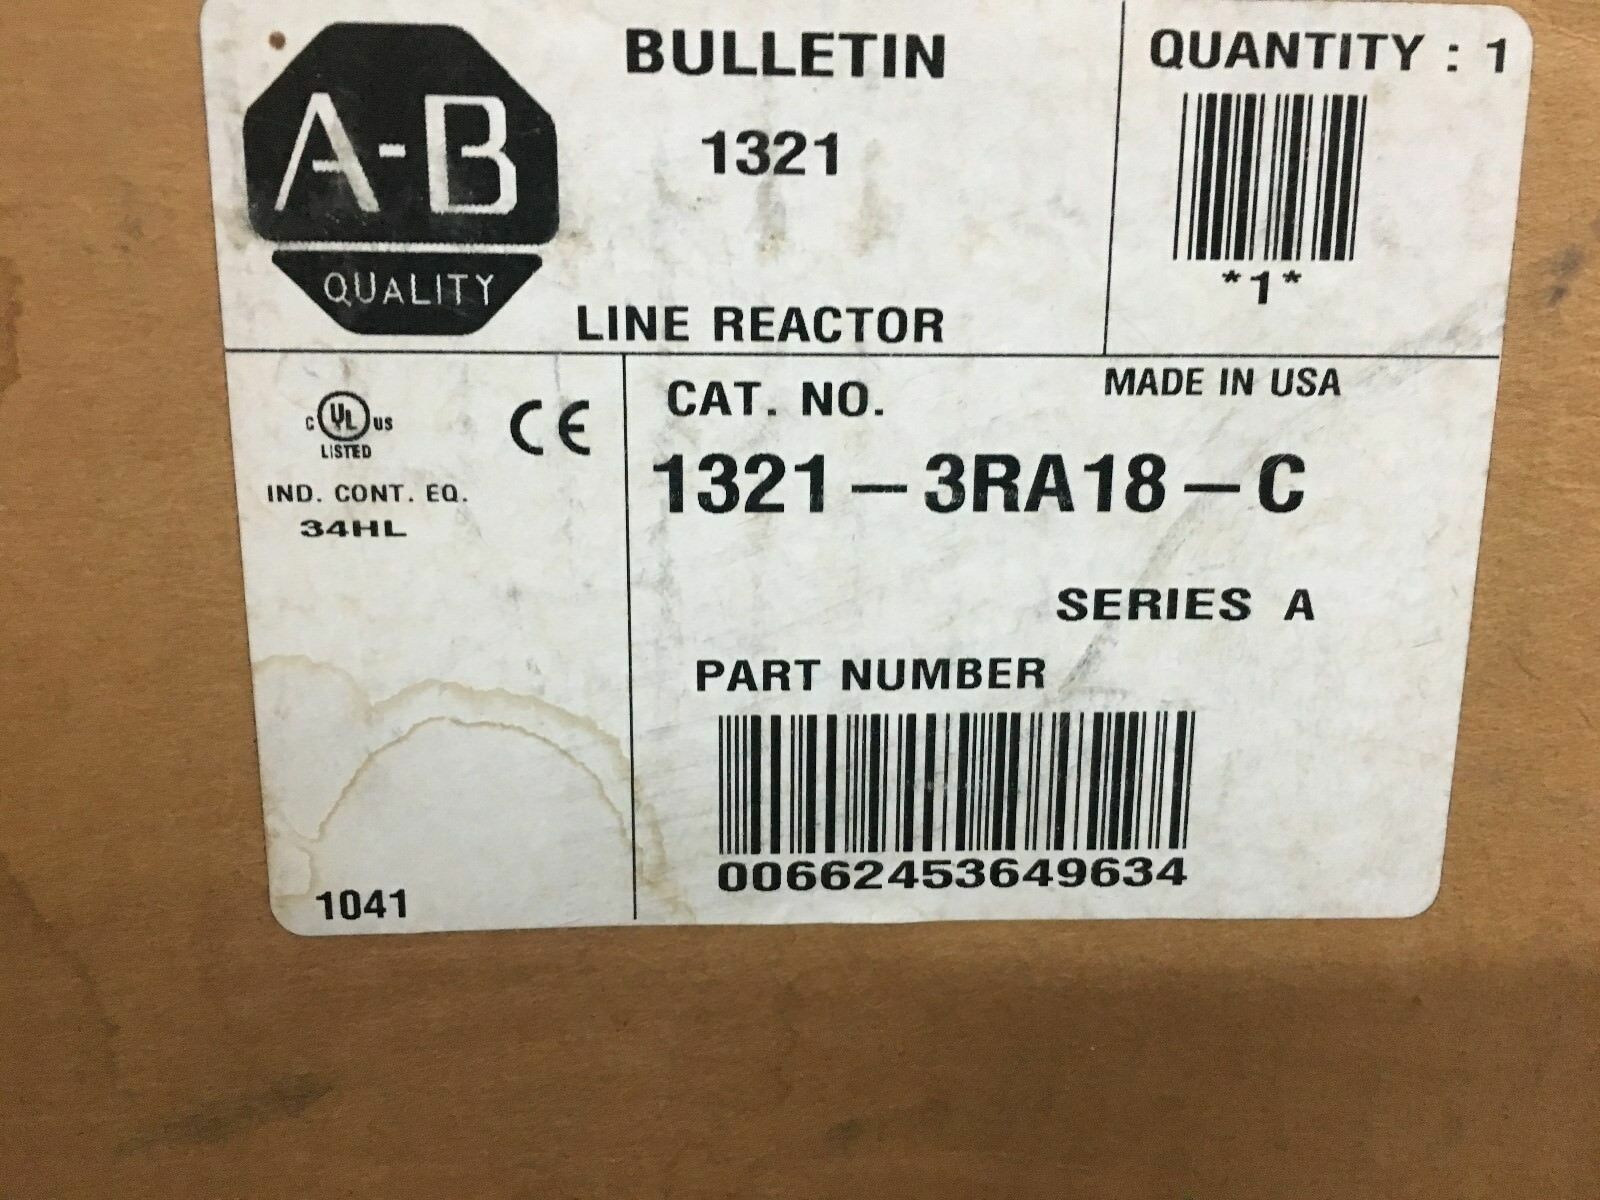 A-B
QUALITY
BULLETIN
1321
LINE REACTOR
QUANTITY : 1
*1*
C UL US
LISTED
CE
IND. CONT. EQ.
34HL
1041
CAT. NO.
MADE IN USA
1321-3RA18-C
SERIES A
PART NUMBER
00662453649634